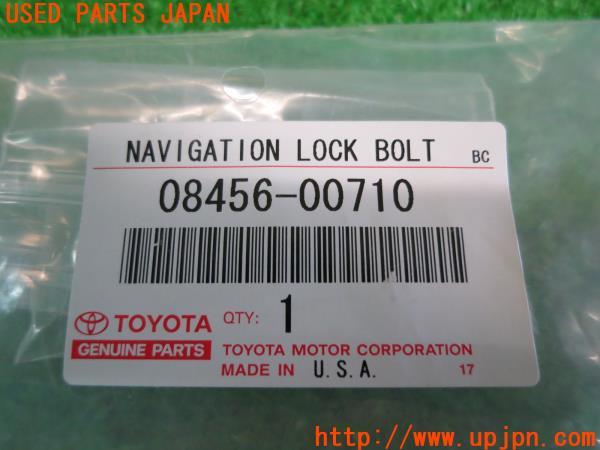 USED PARTS JAPAN
NAVIGATION LOCK BOLT BC
08456-00710
TOYOTA QTY: 1
GENUINE PARTS TOYOTA MOTOR CORPORATION
MADE IN U.S.A. 17
http://www.upjpn.com/